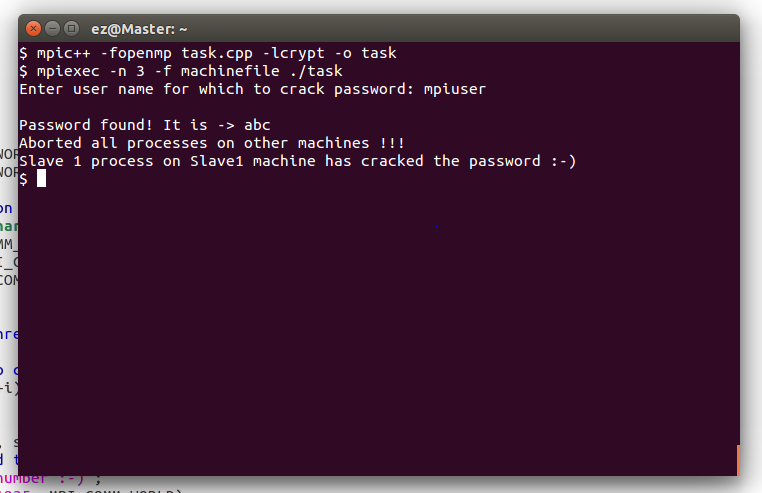 ez@Master: ~
$ mpic++ -fopenmp task.cpp -lcrypt -o task
$ mpiexec -n 3 -f machinefile ./task
Enter user name for which to crack password: mpiuser
Password found! It is -> abc
Aborted all processes on other machines !!!
Slave 1 process on Slave1 machine has cracked the password :-)
$
on
number :-)";